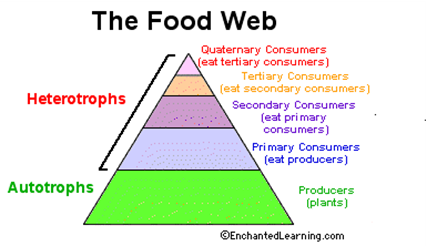 The Food Web
Quaternary Consumers
(eat tertiary consumers)
Tertiary Consumers
(eat secondary consumers)
Heterotrophs
Secondary Consumers
(eat primary
consumers)
Primary Consumers
(eat producers)
Autotrophs
Producers
(plants)
©EnchantedLearning.com